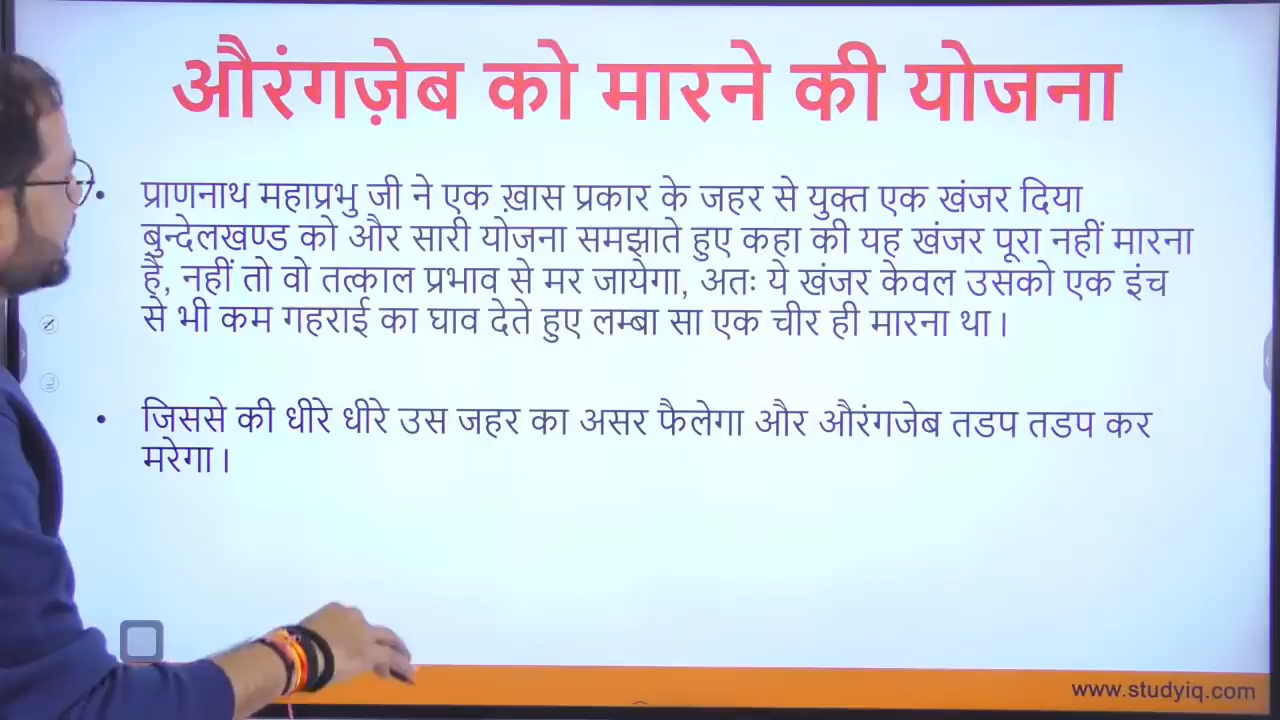 औरंगज़ेब को मारने की योजना
• प्राणनाथ महाप्रभु जी ने एक ख़ास प्रकार के जहर से युक्त एक खंजर दिया
बुन्देलखण्ड को और सारी योजना समझाते हुए कहा की यह खंजर पूरा नहीं मारना
है, नहीं तो वो तत्काल प्रभाव से मर जायेगा, अतः ये खंजर केवल उसको एक इंच
से भी कम गहराई का घाव देते हुए लम्बा सा एक चीर ही मारना था।
• जिससे की धीरे धीरे उस जहर का असर फैलेगा और औरंगजेब तडप तडप कर
मरेगा।
www.studyiq.com